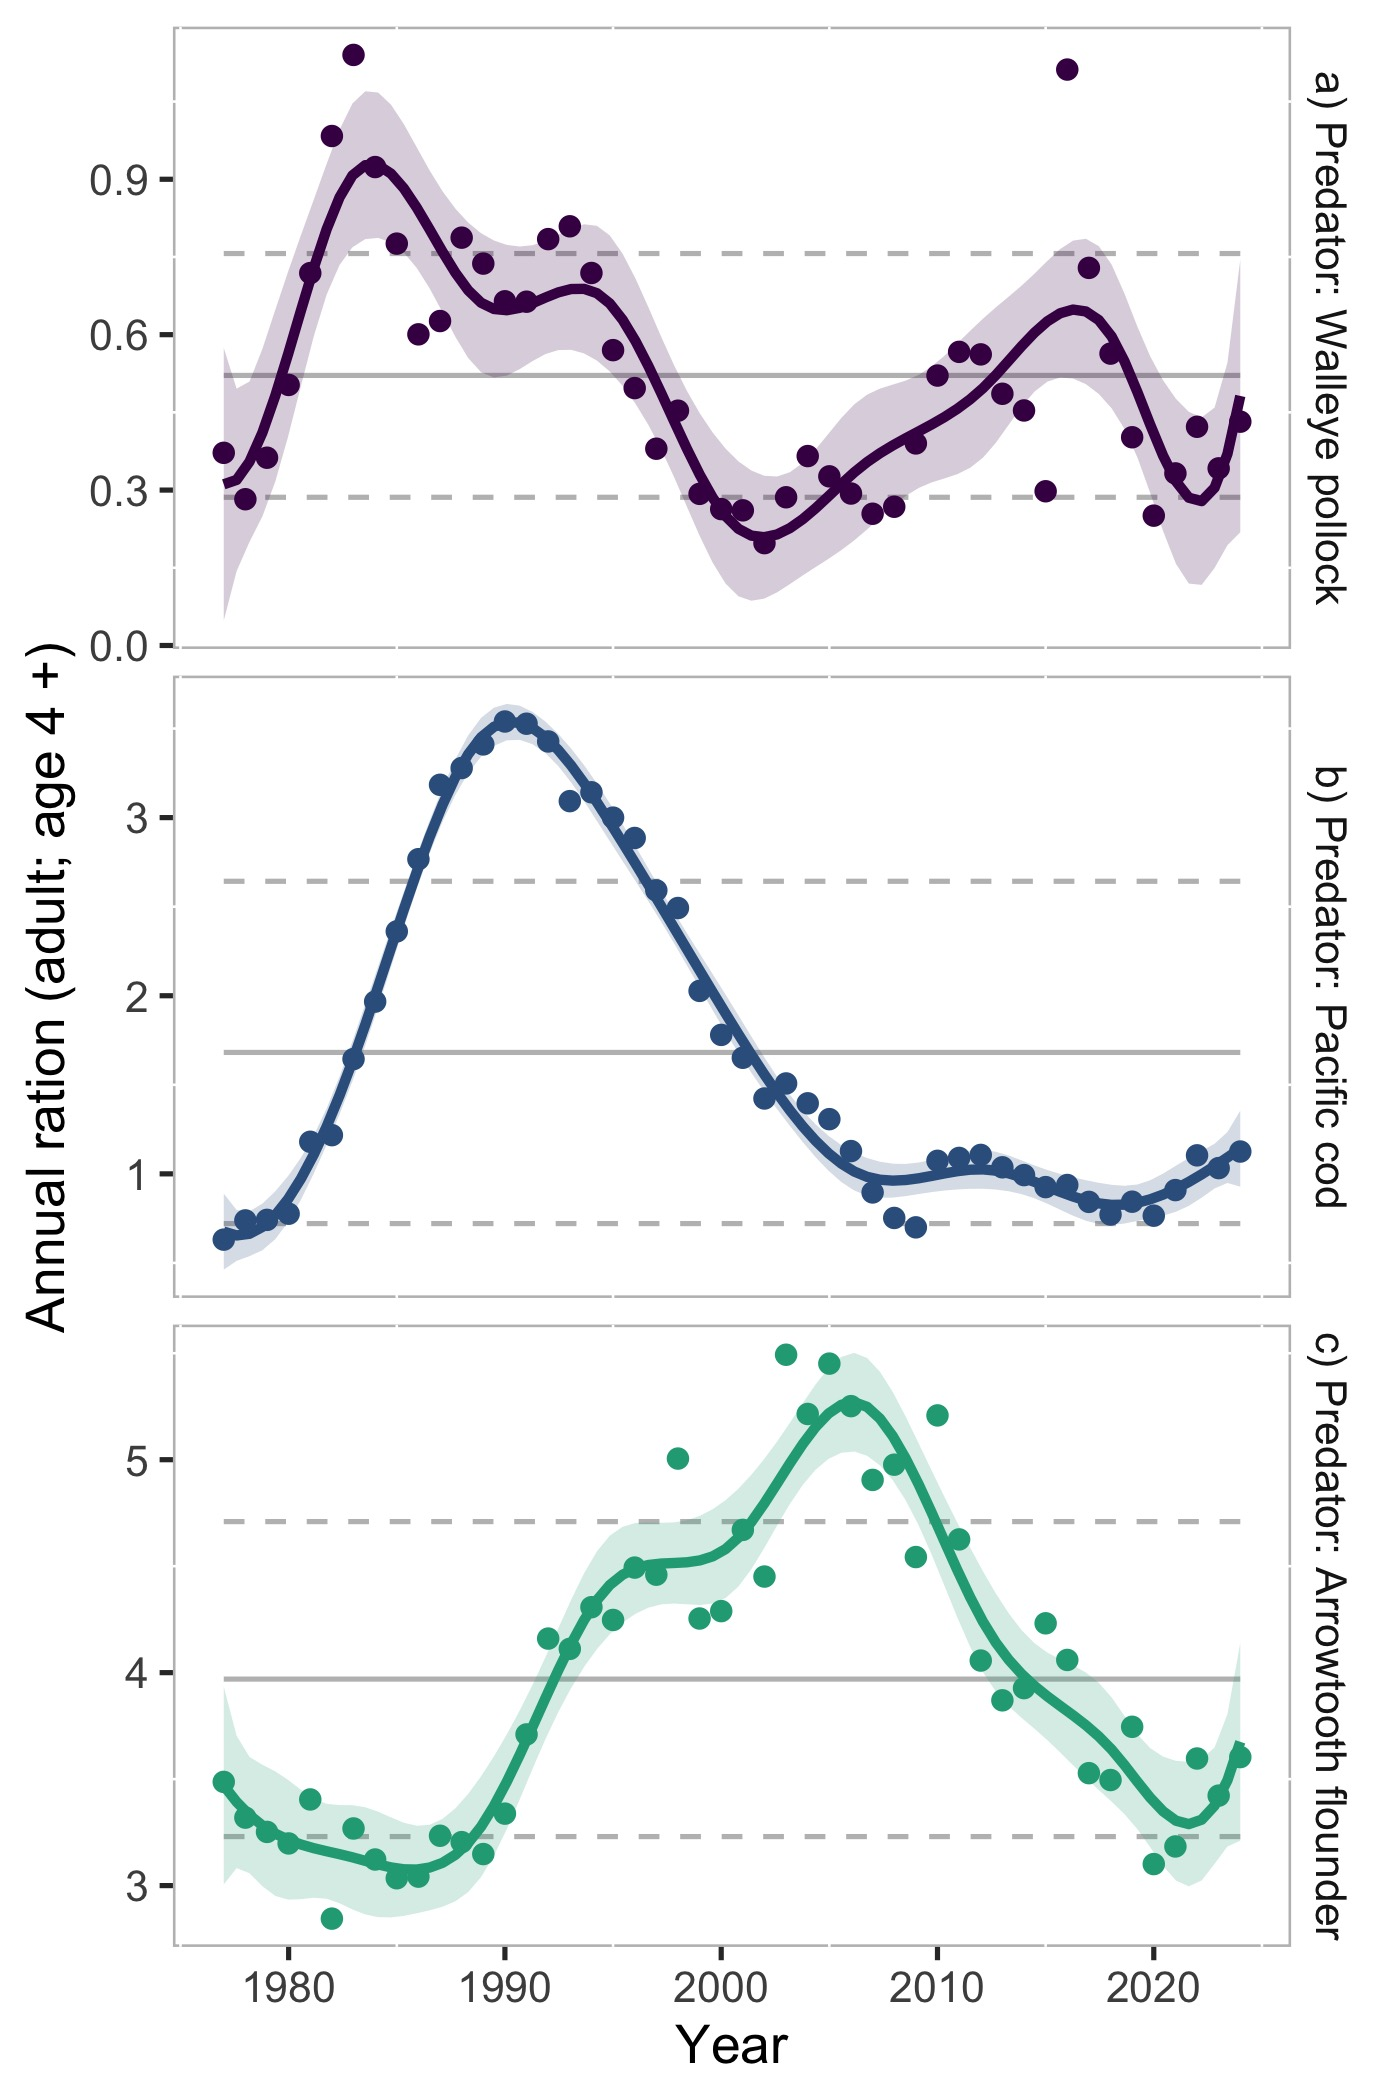 a) Predator: Walleye pollock
0.9
0.6
0.3
0.0
Annual ration (adult; age 4 +)
b) Predator: Pacific cod
3
2
1
c) Predator: Arrowtooth flounder
5
4
3
1980 1990 2000 2010 2020
Year